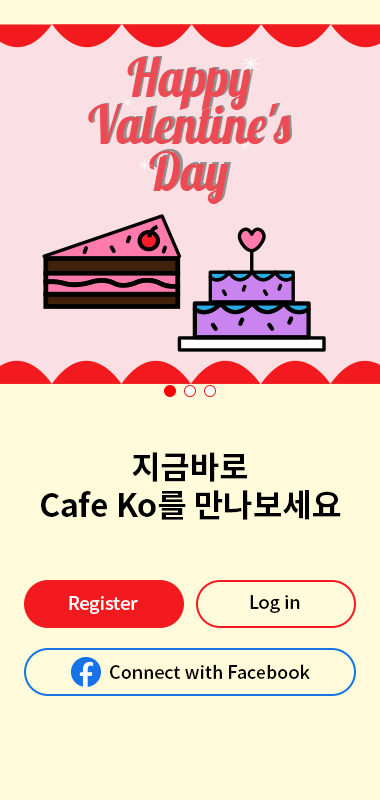 Happy
Valentine's
Day
지금바로
Cafe Ko를 만나보세요
Register
Log in
Connect with Facebook